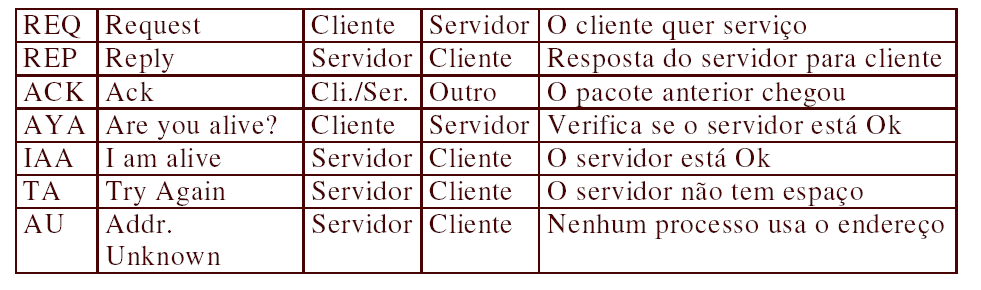 REQ Request Cliente Servidor O cliente quer serviço
REP Reply Servidor Cliente Resposta do servidor para cliente
ACK Ack Cli./Ser. Outro O pacote anterior chegou
AYA Are you alive? Cliente Servidor Verifica se o servidor está Ok
IAA I am alive Servidor Cliente O servidor está Ok
TA Try Again Servidor Cliente O servidor não tem espaço
AU Addr. Servidor Cliente Nenhum processo usa o endereço
Unknown